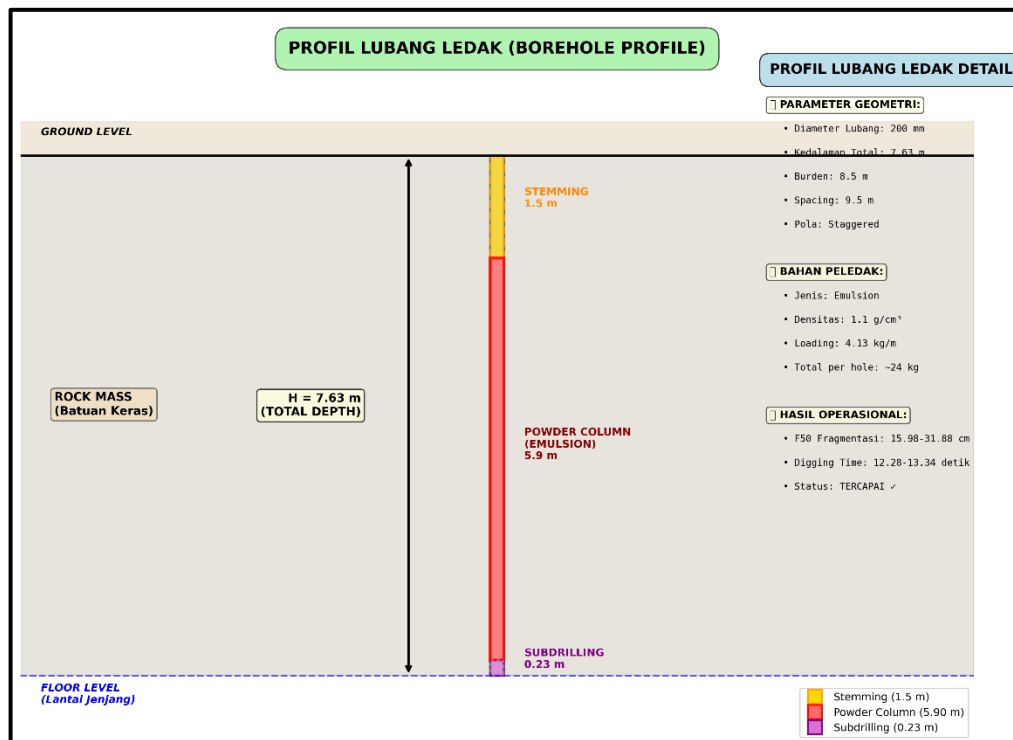 PROFIL LUBANG LEDAK (BOREHOLE PROFILE)
PROFIL LUBANG LEDAK DETAIL
PARAMETER GEOMETRI:
• Diameter Lubang: 200 mm
• Kedalaman Total: 7.63 m
• Burden: 8.5 m
• Spacing: 9.5 m
• Pola: Staggered
BAHAN PELEDAK:
• Jenis: Emulsion
• Densitas: 1.1 g/cm³
• Loading: 4.13 kg/m
• Total per hole: ~24 kg
HASIL OPERASIONAL:
• F50 Fragmentasi: 15.98-31.88 cm
• Digging Time: 12.28-13.34 detik
• Status: TERCAPAI ✓
GROUND LEVEL
STEMMING
1.5 m
ROCK MASS
(Batuan Keras)
H = 7.63 m
(TOTAL DEPTH)
POWDER COLUMN
(EMULSION)
5.9 m
SUBDRILLING
0.23 m
FLOOR LEVEL
(Lantai Jenjang)
Stemming (1.5 m)
Powder Column (5.90 m)
Subdrilling (0.23 m)